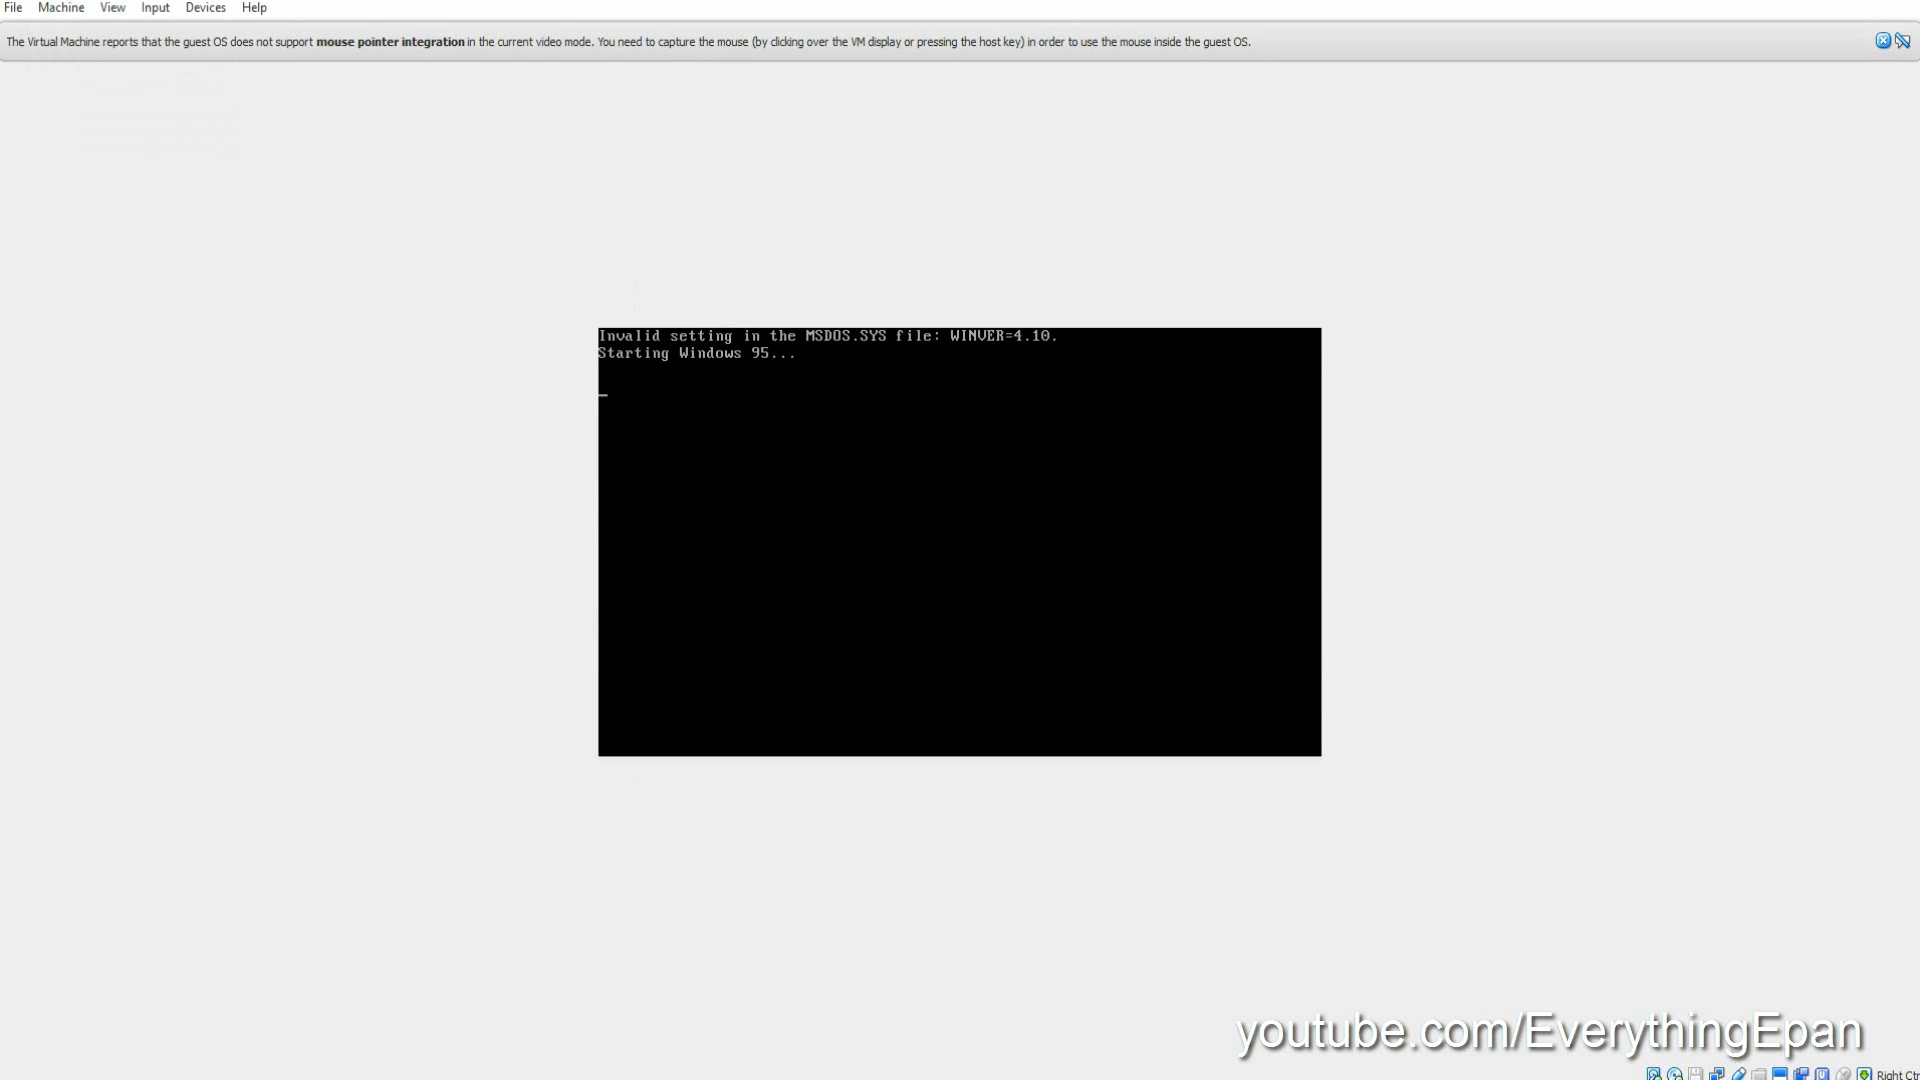 File Machine View Input Devices Help
The Virtual Machine reports that the guest OS does not support mouse pointer integration in the current video mode. You need to capture the mouse (by clicking over the VM display or pressing the host key) in order to use the mouse inside the guest OS.
Invalid setting in the MSDOS.SYS file: WINVER=4.10.
Starting Windows 95...
youtube.com/EverythingEpan
Right Ctr